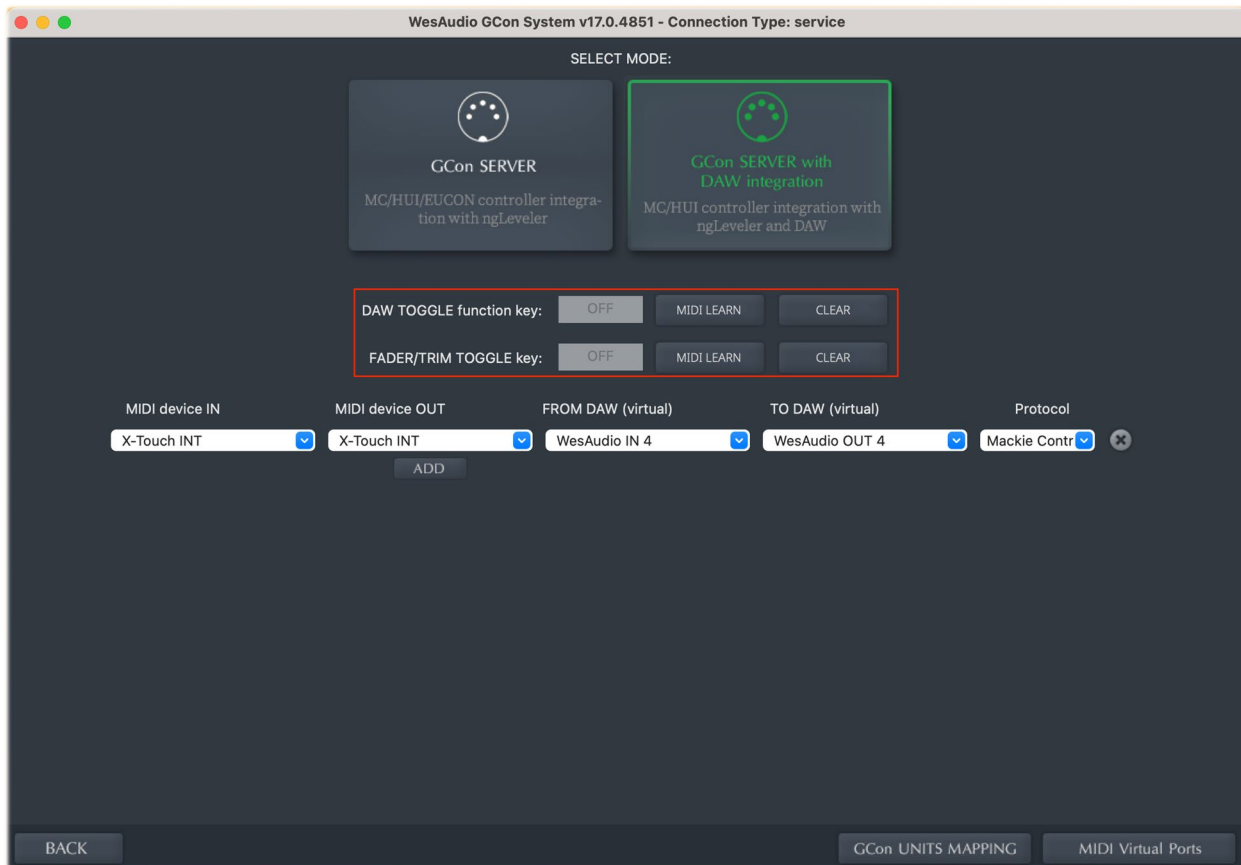 WesAudio GCon System v17.0.4851 - Connection Type: service
SELECT MODE:
GCon SERVER
MC/HUI/EUCON controller integra-
tion with ngLeveler
GCon SERVER with
DAW integration
MC/HUI controller integration with
ngLeveler and DAW
DAW TOGGLE function key: OFF MIDI LEARN CLEAR
FADER/TRIM TOGGLE key: OFF MIDI LEARN CLEAR
MIDI device IN MIDI device OUT FROM DAW (virtual) TO DAW (virtual) Protocol
X-Touch INT X-Touch INT WesAudio IN 4 WesAudio OUT 4 Mackie Contr
ADD
BACK GCon UNITS MAPPING MIDI Virtual Ports